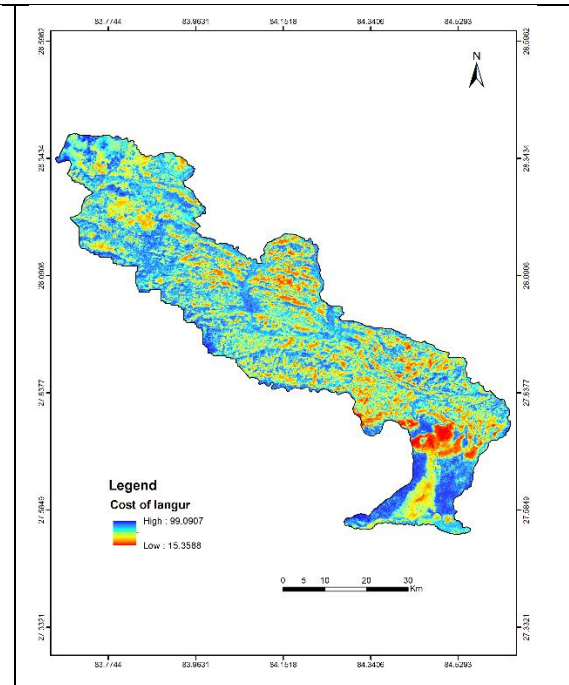 83.7744 83.9631 84.1518 84.3406 84.5293
28.5962 28.5962
N
28.3434 28.3434
28.0906 28.0906
27.8377 27.8377
Legend
Cost of langur
High : 99.0907
Low : 15.3588
27.5849 27.5849
0 5 10 20 30
Km
27.3321 27.3321
83.7744 83.9631 84.1518 84.3406 84.5293